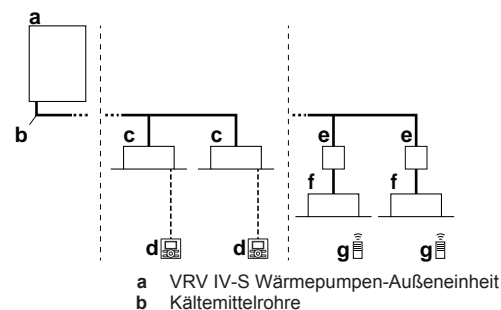 a
b
c c
e e
f f
d d
g g
a VRV IV-S Wärmepumpen-Außeneinheit
b Kältemittelrohre